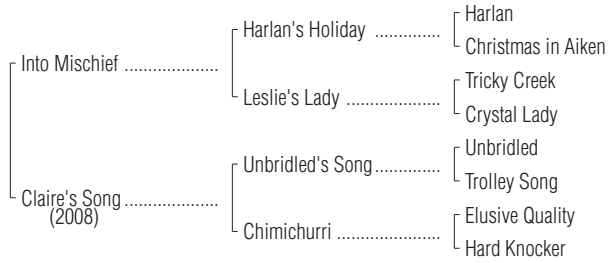 Harlan
Harlan's Holiday ..............
Christmas in Aiken
Into Mischief ....................
Tricky Creek
Leslie's Lady ....................
Crystal Lady
Unbridled
Unbridled's Song..............
Trolley Song
Claire's Song ....................
(2008)
Elusive Quality
Chimichurri ......................
Hard Knocker